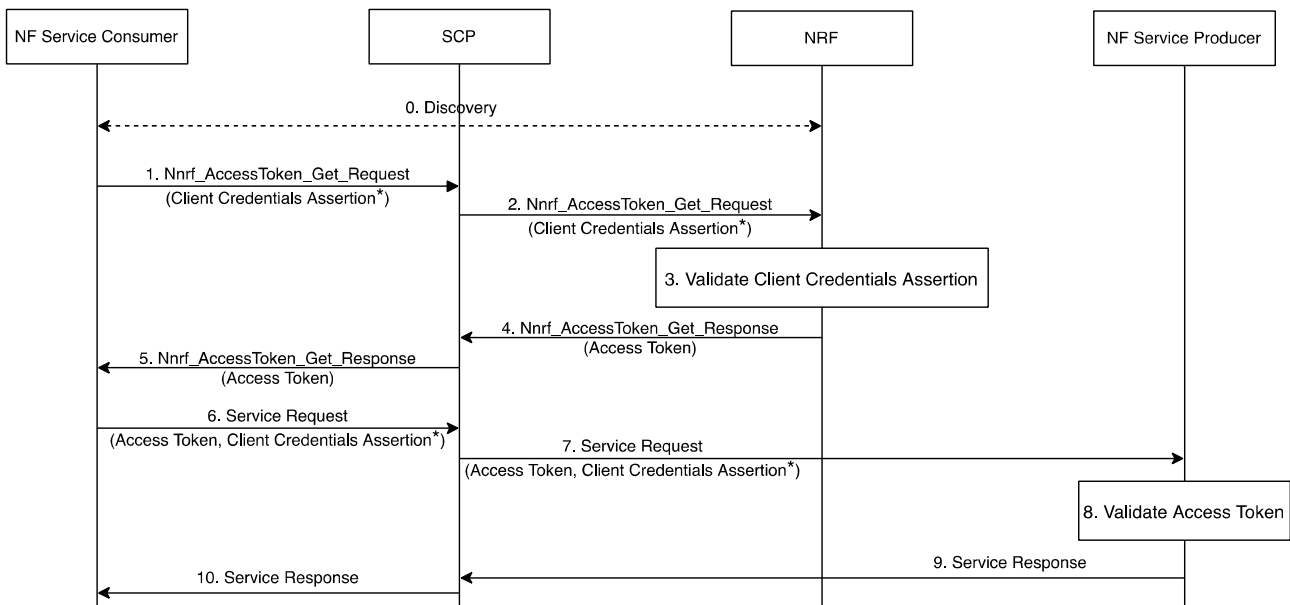 NF Service Consumer
SCP
NRF
NF Service Producer
0. Discovery
1. Nnrf_AccessToken_Get_Request
(Client Credentials Assertion*)
2. Nnrf_AccessToken_Get_Request
(Client Credentials Assertion*)
3. Validate Client Credentials Assertion
4. Nnrf_AccessToken_Get_Response
(Access Token)
5. Nnrf_AccessToken_Get_Response
(Access Token)
6. Service Request
(Access Token, Client Credentials Assertion*)
7. Service Request
(Access Token, Client Credentials Assertion*)
8. Validate Access Token
9. Service Response
10. Service Response